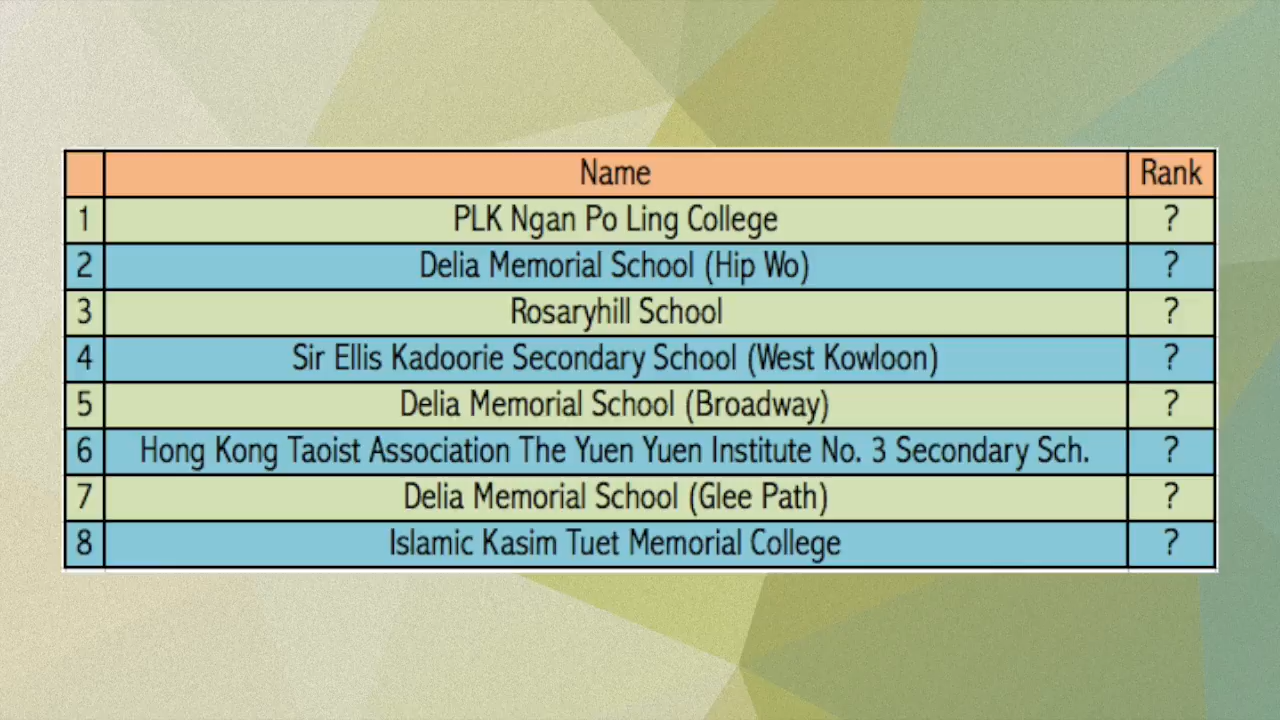 Name Rank
1 PLK Ngan Po Ling College ?
2 Delia Memorial School (Hip Wo) ?
3 Rosaryhill School ?
4 Sir Ellis Kadoorie Secondary School (West Kowloon) ?
5 Delia Memorial School (Broadway) ?
6 Hong Kong Taoist Association The Yuen Yuen Institute No. 3 Secondary Sch. ?
7 Delia Memorial School (Glee Path) ?
8 Islamic Kasim Tuet Memorial College ?